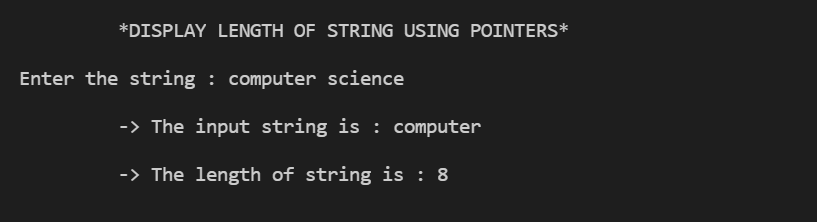 *DISPLAY LENGTH OF STRING USING POINTERS*
Enter the string : computer science
-> The input string is : computer
-> The length of string is : 8